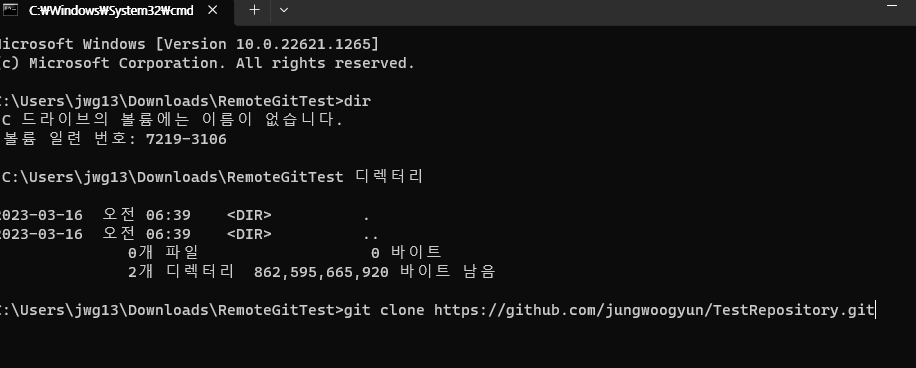 C:₩Windows₩System32₩cmd
icrosoft Windows [Version 10.0.22621.1265]
c) Microsoft Corporation. All rights reserved.
:\Users\jwg13\Downloads\RemoteGitTest>dir
C 드라이브의 볼륨에는 이름이 없습니다.
볼륨 일련 번호: 7219-3106
C:\Users\jwg13\Downloads\RemoteGitTest 디렉터리
2023-03-16 오전 06:39 <DIR> .
2023-03-16 오전 06:39 <DIR> ..
0개 파일 0 바이트
2개 디렉터리 862,595,665,920 바이트 남음
:\Users\jwg13\Downloads\RemoteGitTest>git clone https://github.com/jungwoogyun/TestRepository.git